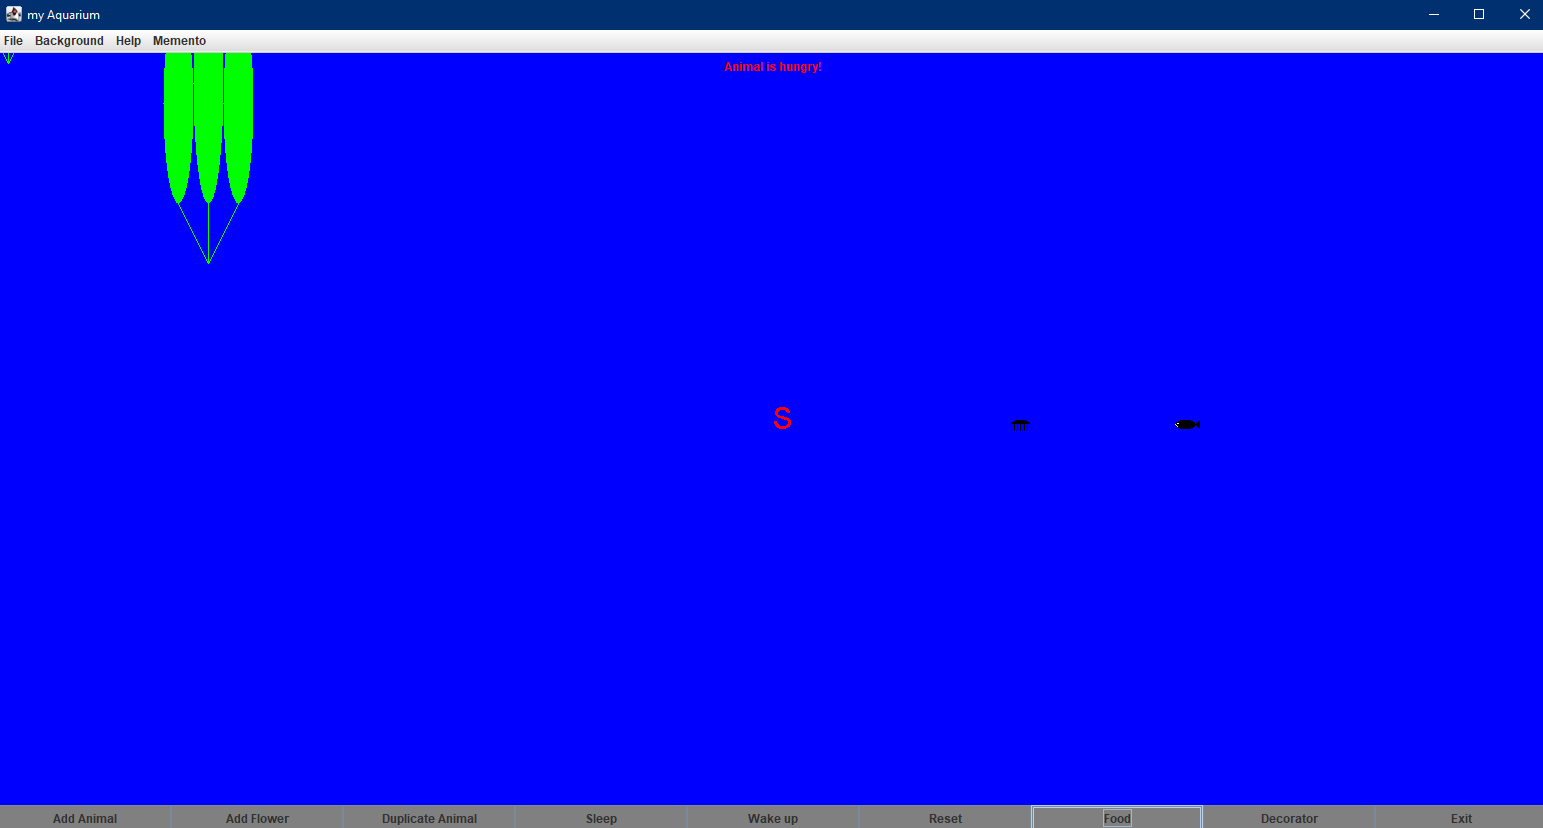 my Aquarium
File Background Help Memento
Animal is hungry!
S
Add Animal Add Flower Duplicate Animal Sleep Wake up Reset Food Decorator Exit